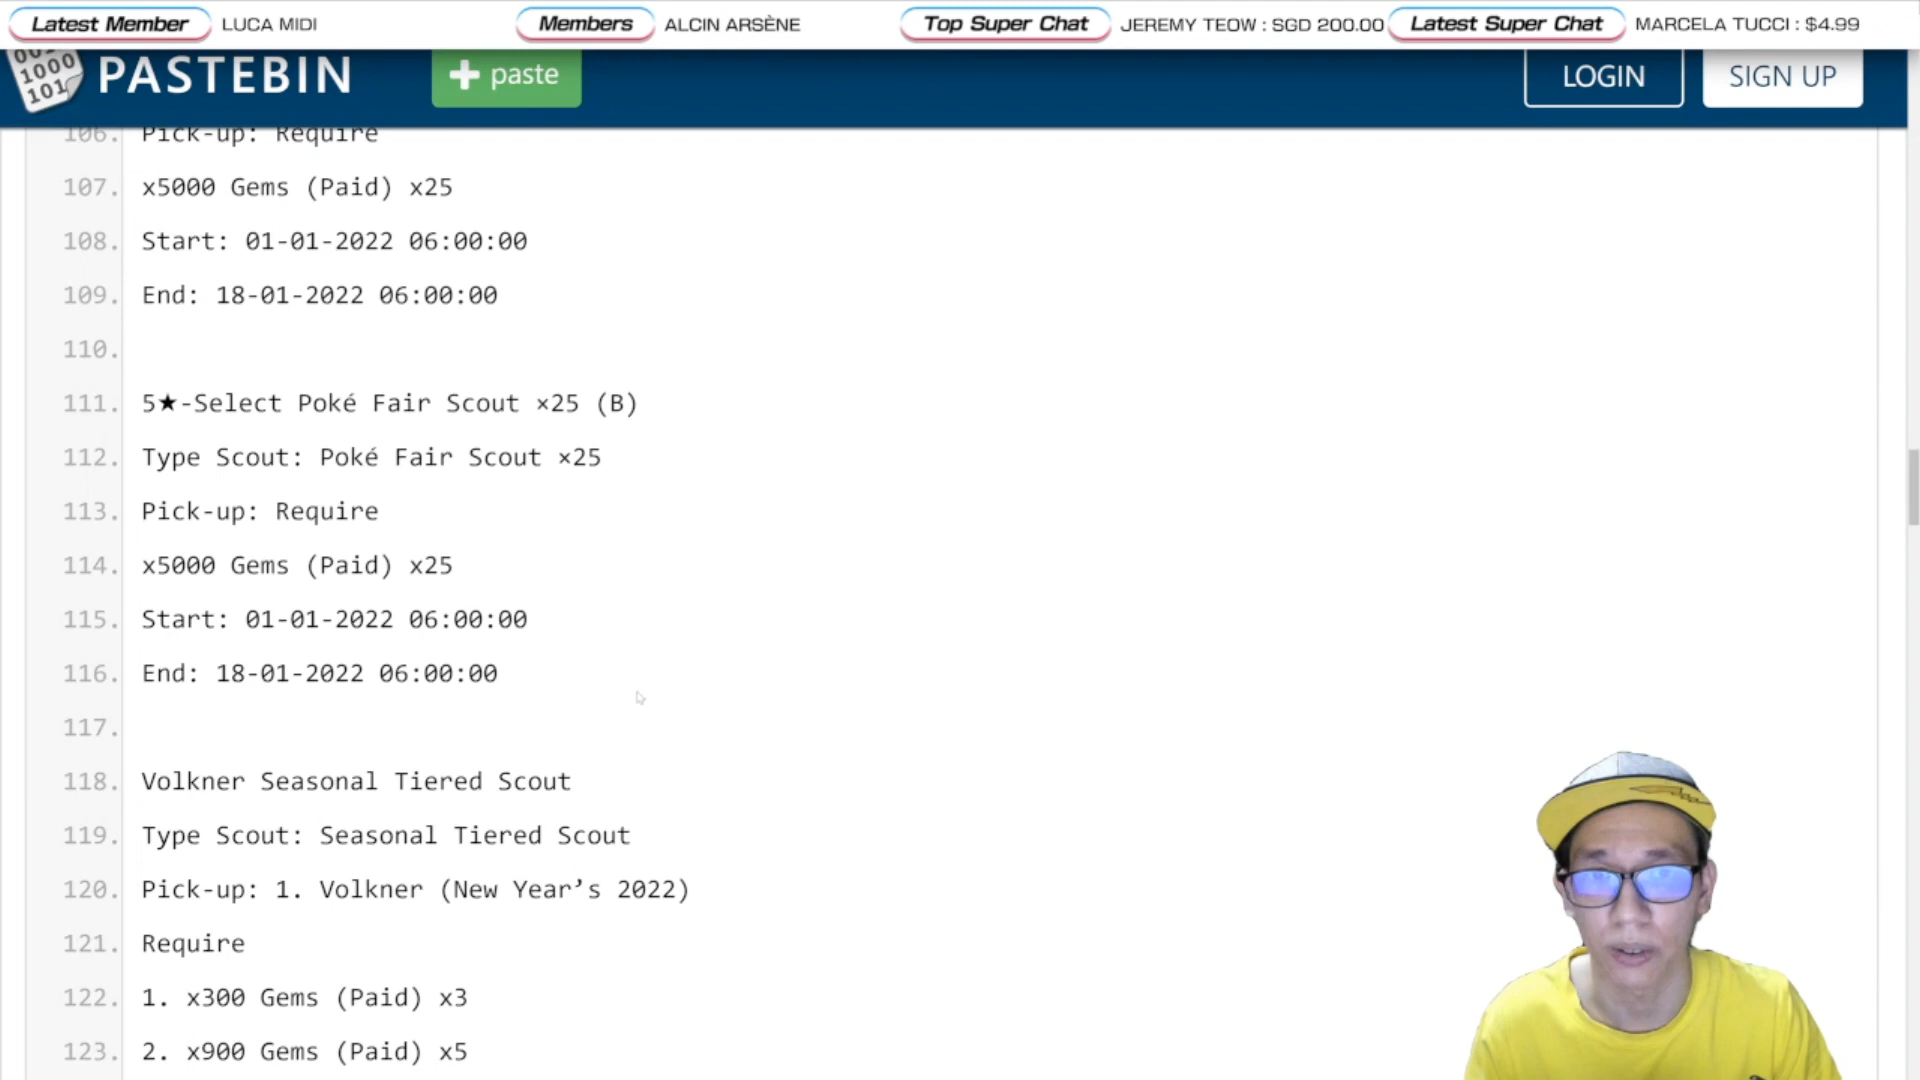 Latest Member LUCA MIDI Members ALCIN ARSÈNE Top Super Chat JEREMY TEOW : SGD 200.00 Latest Super Chat MARCELA TUCCI : $4.99
PASTEBIN + paste LOGIN SIGN UP
106. Pick-up: Require
107. x5000 Gems (Paid) x25
108. Start: 01-01-2022 06:00:00
109. End: 18-01-2022 06:00:00
110.
111. 5★-Select Poké Fair Scout ×25 (B)
112. Type Scout: Poké Fair Scout ×25
113. Pick-up: Require
114. x5000 Gems (Paid) x25
115. Start: 01-01-2022 06:00:00
116. End: 18-01-2022 06:00:00
117.
118. Volkner Seasonal Tiered Scout
119. Type Scout: Seasonal Tiered Scout
120. Pick-up: 1. Volkner (New Year’s 2022)
121. Require
122. 1. x300 Gems (Paid) x3
123. 2. x900 Gems (Paid) x5